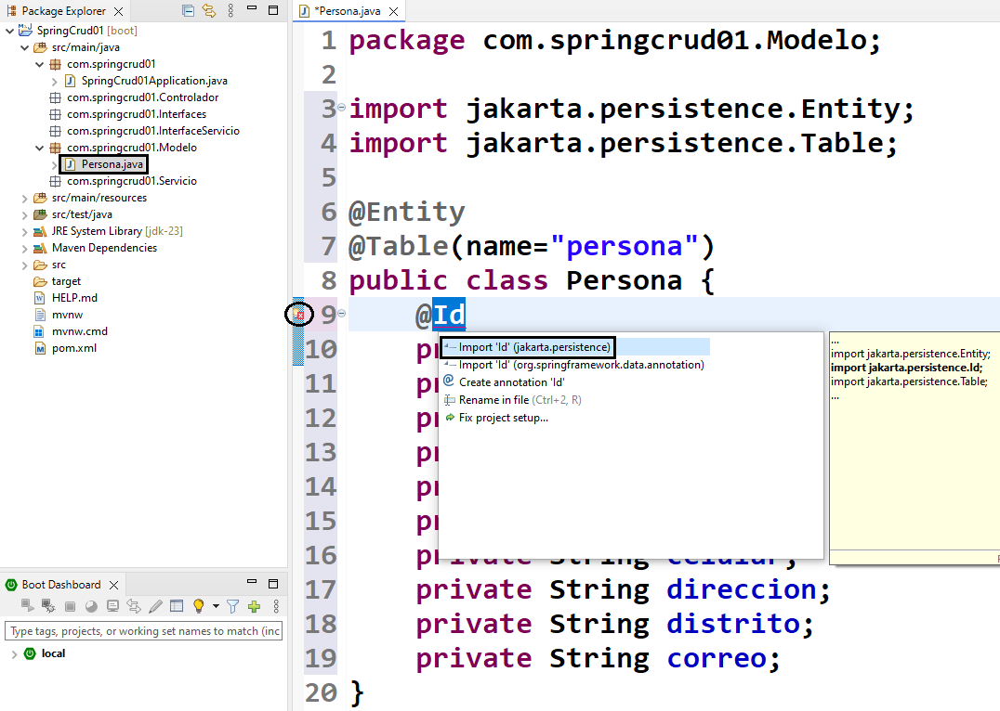 Package Explorer
SpringCrud01 [boot]
src/main/java
com.springcrud01
SpringCrud01Application.java
com.springcrud01.Controlador
com.springcrud01.Interfaces
com.springcrud01.InterfaceServicio
com.springcrud01.Modelo
Persona.java
com.springcrud01.Servicio
src/main/resources
src/test/java
JRE System Library [jdk-23]
Maven Dependencies
src
target
HELP.md
mvnw
mvnw.cmd
pom.xml
Boot Dashboard
Type tags, projects, or working set names to match (inc
local
*Persona.java
1 package com.springcrud01.Modelo;
2
3 import jakarta.persistence.Entity;
4 import jakarta.persistence.Table;
5
6 @Entity
7 @Table(name="persona")
8 public class Persona {
9 @Id
10 pr
11 pr
12 pr
13 pr
14 pr
15 pr
16 private String celular;
17 private String direccion;
18 private String distrito;
19 private String correo;
20 }
Import 'Id' (jakarta.persistence)
Import 'Id' (org.springframework.data.annotation)
Create annotation 'Id'
Rename in file (Ctrl+2, R)
Fix project setup...
...
import jakarta.persistence.Entity;
import jakarta.persistence.Id;
import jakarta.persistence.Table;
...